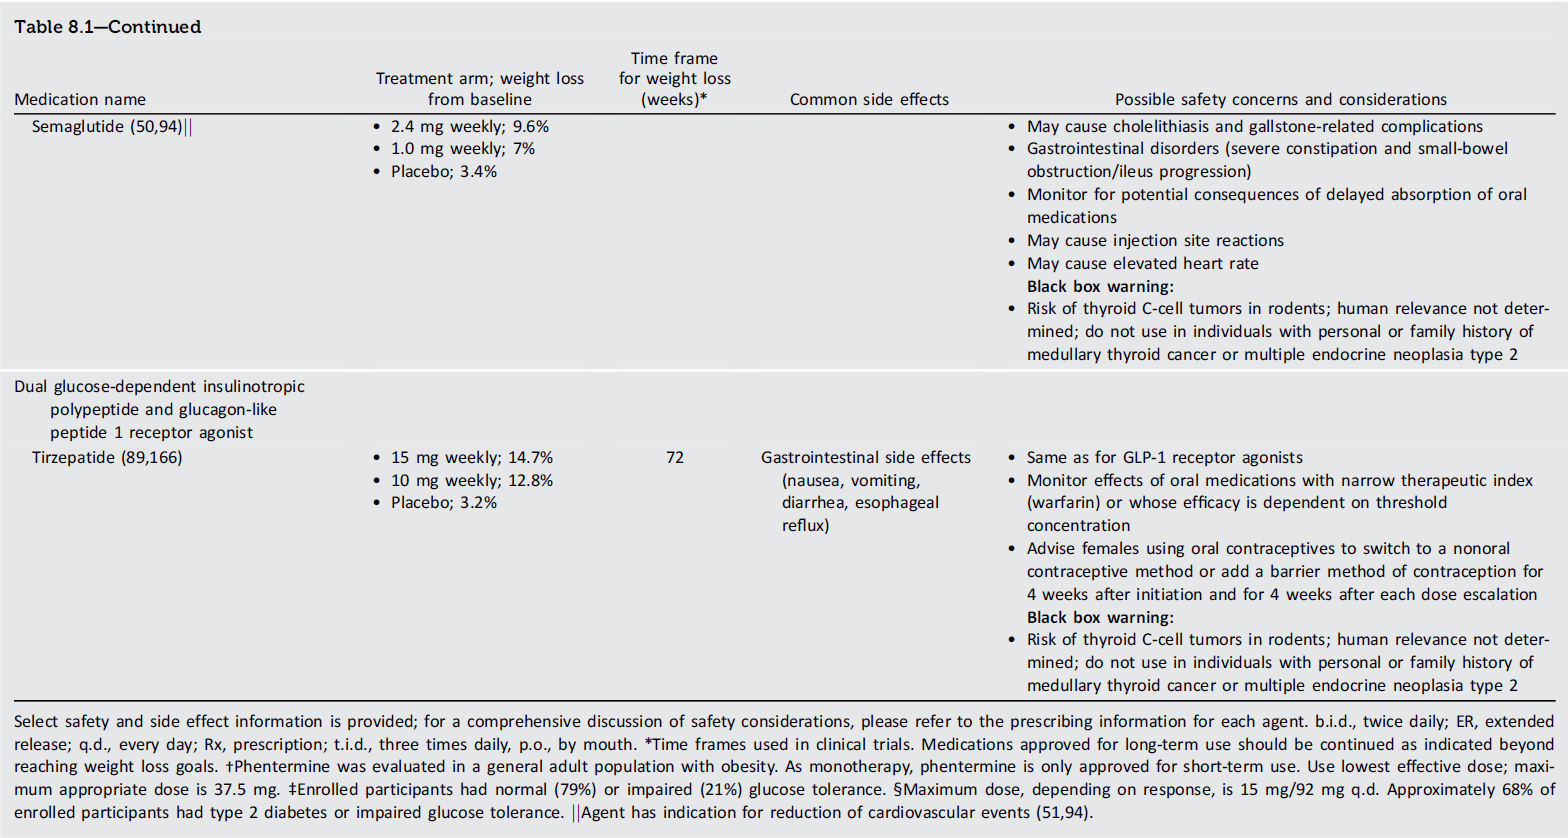 Table 8.1—Continued
Medication name
Treatment arm; weight loss
from baseline
Time frame
for weight loss
(weeks)*
Common side effects
Possible safety concerns and considerations
Semaglutide (50,94)||
• 2.4 mg weekly; 9.6%
• 1.0 mg weekly; 7%
• Placebo; 3.4%
• May cause cholelithiasis and gallstone-related complications
• Gastrointestinal disorders (severe constipation and small-bowel
obstruction/ileus progression)
• Monitor for potential consequences of delayed absorption of oral
medications
• May cause injection site reactions
• May cause elevated heart rate
Black box warning:
• Risk of thyroid C-cell tumors in rodents; human relevance not deter-
mined; do not use in individuals with personal or family history of
medullary thyroid cancer or multiple endocrine neoplasia type 2
Dual glucose-dependent insulinotropic
polypeptide and glucagon-like
peptide 1 receptor agonist
Tirzepatide (89,166)
• 15 mg weekly; 14.7%
• 10 mg weekly; 12.8%
• Placebo; 3.2%
72
Gastrointestinal side effects
(nausea, vomiting,
diarrhea, esophageal
reflux)
• Same as for GLP-1 receptor agonists
• Monitor effects of oral medications with narrow therapeutic index
(warfarin) or whose efficacy is dependent on threshold
concentration
• Advise females using oral contraceptives to switch to a nonoral
contraceptive method or add a barrier method of contraception for
4 weeks after initiation and for 4 weeks after each dose escalation
Black box warning:
• Risk of thyroid C-cell tumors in rodents; human relevance not deter-
mined; do not use in individuals with personal or family history of
medullary thyroid cancer or multiple endocrine neoplasia type 2
Select safety and side effect information is provided; for a comprehensive discussion of safety considerations, please refer to the prescribing information for each agent. b.i.d., twice daily; ER, extended
release; q.d., every day; Rx, prescription; t.i.d., three times daily, p.o., by mouth. *Time frames used in clinical trials. Medications approved for long-term use should be continued as indicated beyond
reaching weight loss goals. †Phentermine was evaluated in a general adult population with obesity. As monotherapy, phentermine is only approved for short-term use. Use lowest effective dose; maxi-
mum appropriate dose is 37.5 mg. ‡Enrolled participants had normal (79%) or impaired (21%) glucose tolerance. §Maximum dose, depending on response, is 15 mg/92 mg q.d. Approximately 68% of
enrolled participants had type 2 diabetes or impaired glucose tolerance. ||Agent has indication for reduction of cardiovascular events (51,94).